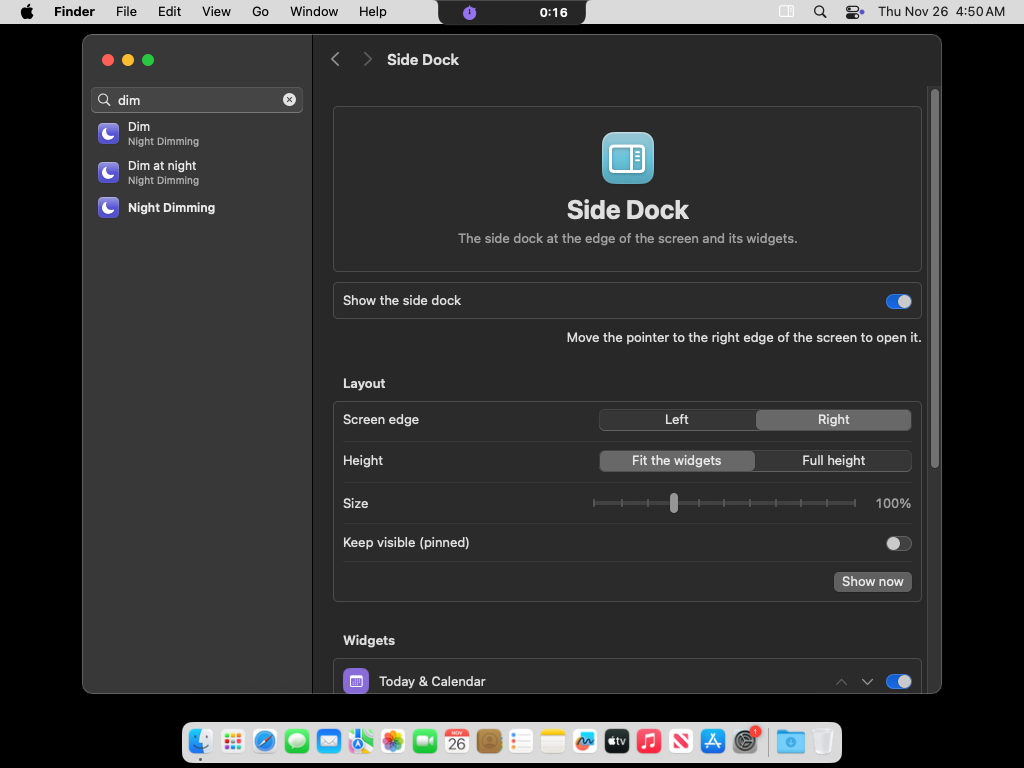 Finder File Edit View Go Window Help 0:16 Thu Nov 26 4:50 AM
Side Dock
dim
Dim
Night Dimming
Dim at night
Night Dimming
Night Dimming
Side Dock
The side dock at the edge of the screen and its widgets.
Show the side dock
Move the pointer to the right edge of the screen to open it.
Layout
Screen edge Left Right
Height Fit the widgets Full height
Size 100%
Keep visible (pinned)
Show now
Widgets
Today & Calendar
NOV
26
tv
1